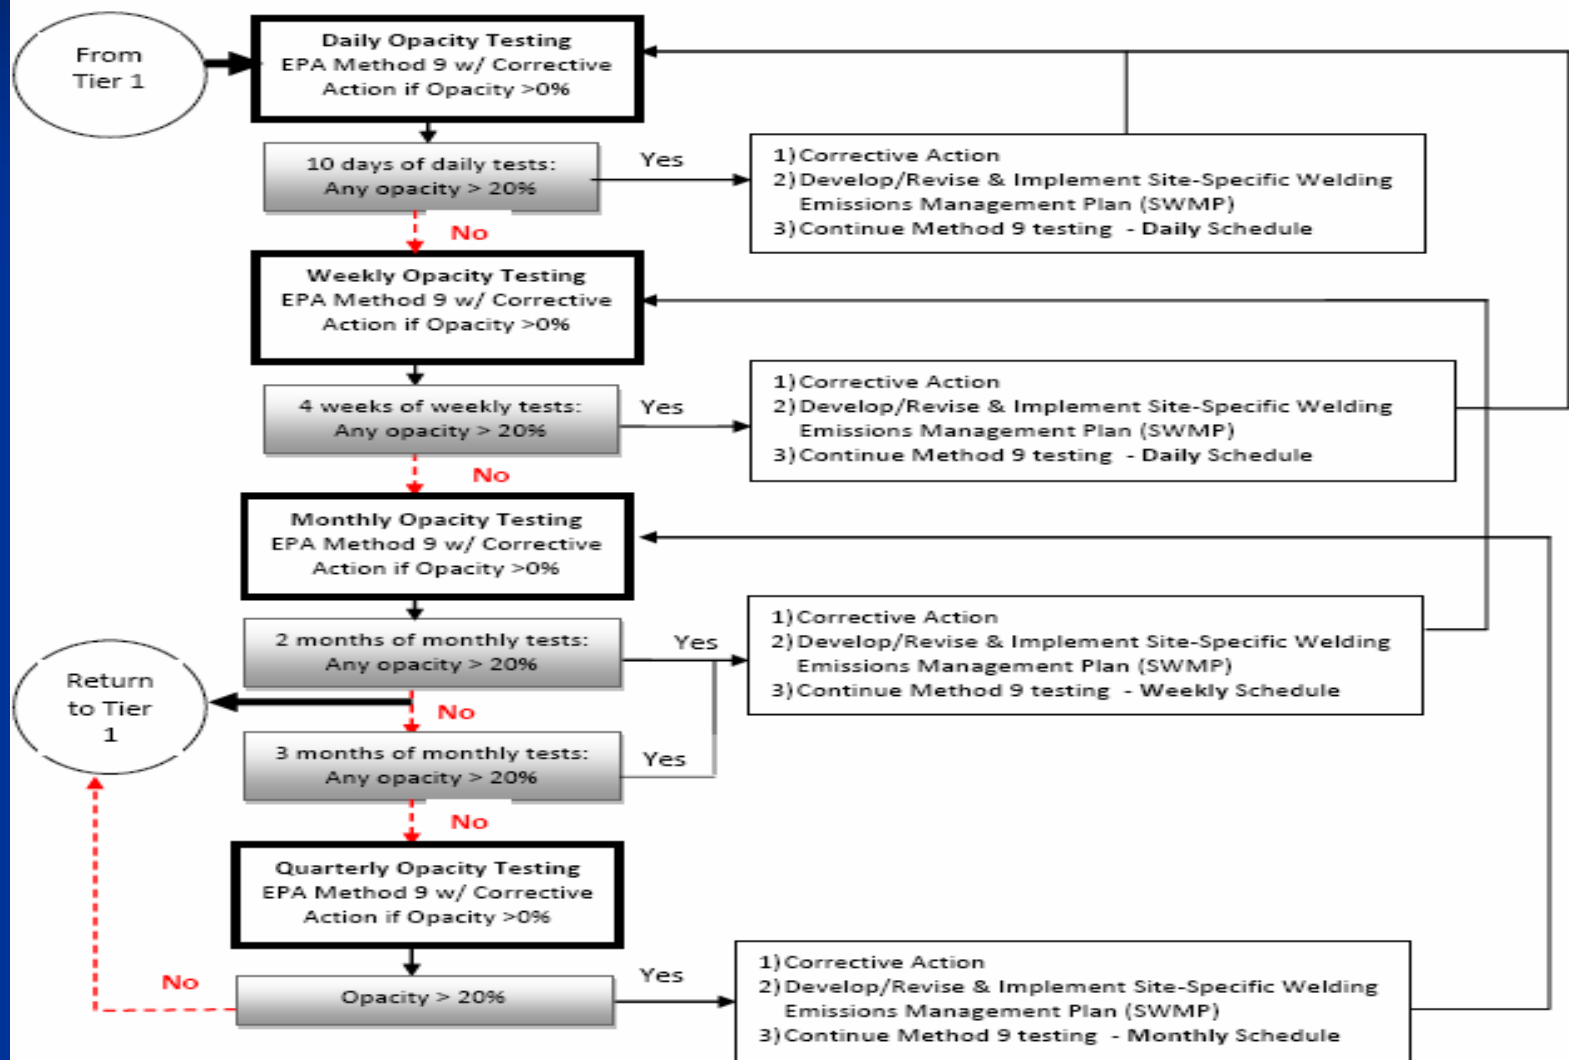 From
Tier 1
Daily Opacity Testing
EPA Method 9 w/ Corrective
Action if Opacity >0%
10 days of daily tests:
Any opacity > 20%
Yes
1) Corrective Action
2) Develop/Revise & Implement Site-Specific Welding
Emissions Management Plan (SWMP)
3) Continue Method 9 testing - Daily Schedule
No
Weekly Opacity Testing
EPA Method 9 w/ Corrective
Action if Opacity >0%
4 weeks of weekly tests:
Any opacity > 20%
Yes
1) Corrective Action
2) Develop/Revise & Implement Site-Specific Welding
Emissions Management Plan (SWMP)
3) Continue Method 9 testing - Daily Schedule
No
Monthly Opacity Testing
EPA Method 9 w/ Corrective
Action if Opacity >0%
2 months of monthly tests:
Any opacity > 20%
Yes
1) Corrective Action
2) Develop/Revise & Implement Site-Specific Welding
Emissions Management Plan (SWMP)
3) Continue Method 9 testing - Weekly Schedule
Return
to Tier
1
No
3 months of monthly tests:
Any opacity > 20%
Yes
No
Quarterly Opacity Testing
EPA Method 9 w/ Corrective
Action if Opacity >0%
No
Opacity > 20%
Yes
1) Corrective Action
2) Develop/Revise & Implement Site-Specific Welding
Emissions Management Plan (SWMP)
3) Continue Method 9 testing - Monthly Schedule